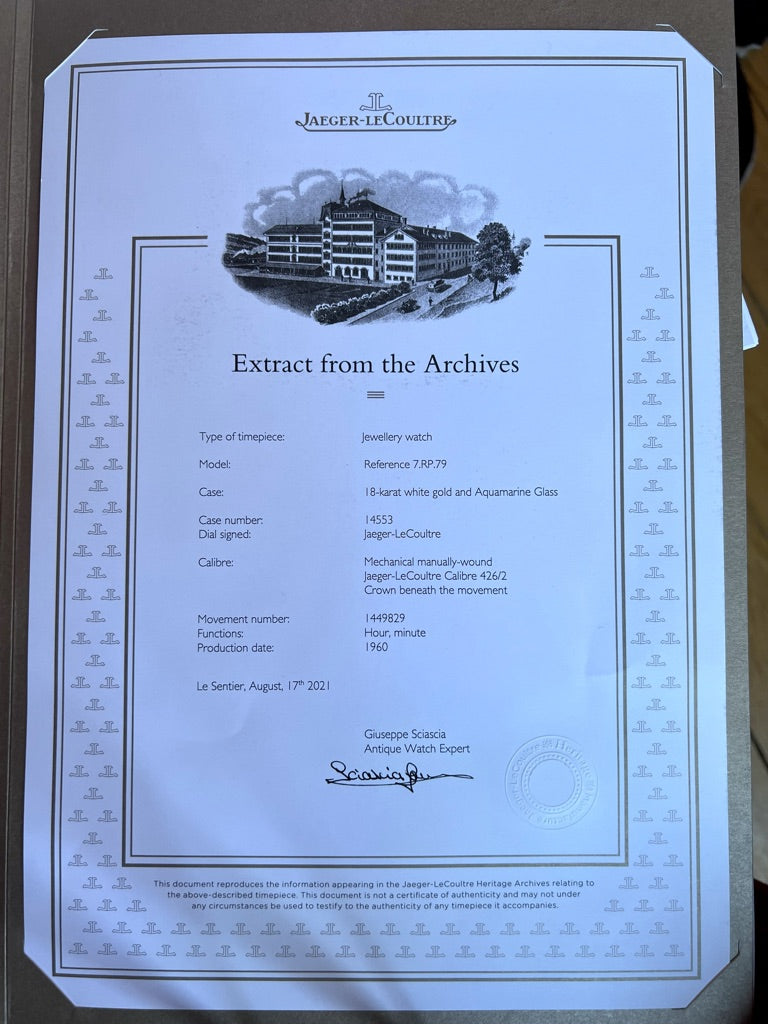 JAEGER-LECOULTRE
Extract from the Archives
Type of timepiece: Jewellery watch
Model: Reference 7.RP.79
Case: 18-karat white gold and Aquamarine Glass
Case number: 14553
Dial signed: Jaeger-LeCoultre
Calibre: Mechanical manually-wound
Jaeger-LeCoultre Calibre 426/2
Crown beneath the movement
Movement number: 1449829
Functions: Hour, minute
Production date: 1960
Le Sentier, August, 17th 2021
Giuseppe Sciascia
Antique Watch Expert
Jaeger-LeCoultre Heritage Manufacture
This document reproduces the information appearing in the Jaeger-LeCoultre Heritage Archives relating to
the above-described timepiece. This document is not a certificate of authenticity and may not under
any circumstances be used to testify to the authenticity of any timepiece it accompanies.